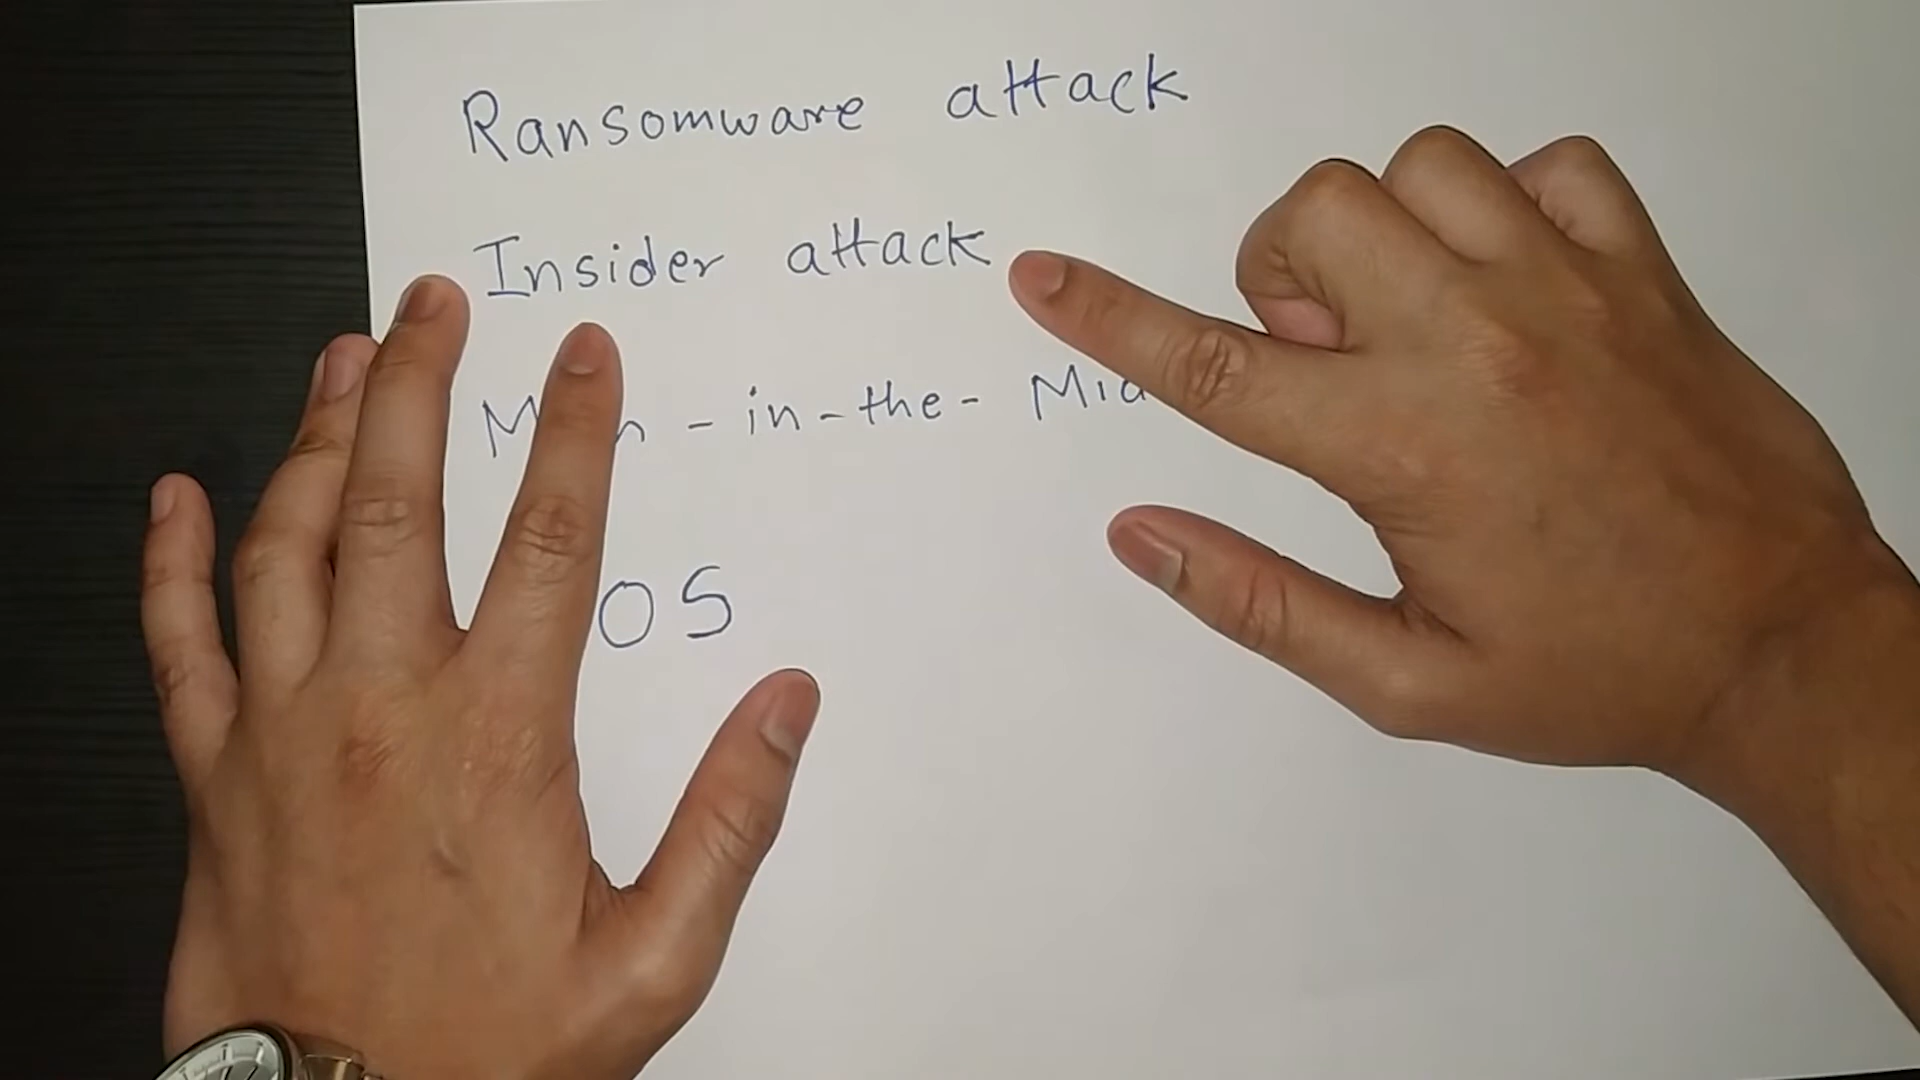 Ransomware attack
Insider attack
-in-the-
OS